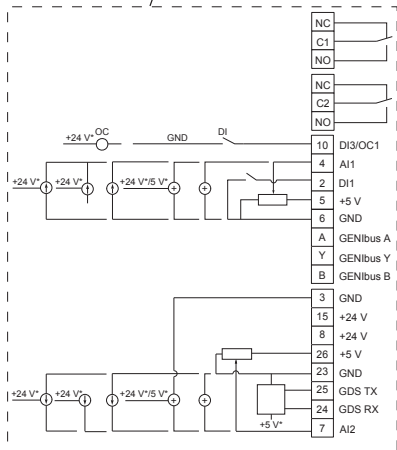 NC
C1
NO
NC
C2
NO
+24 V* OC GND DI 10 DI3/OC1
4 AI1
+24 V* +24 V* +24 V*/5 V* 2 DI1
5 +5 V
6 GND
A GENIbus A
Y GENIbus Y
B GENIbus B
3 GND
15 +24 V
8 +24 V
26 +5 V
23 GND
25 GDS TX
+24 V* +24 V* +24 V*/5 V* 24 GDS RX
+5 V* 7 AI2